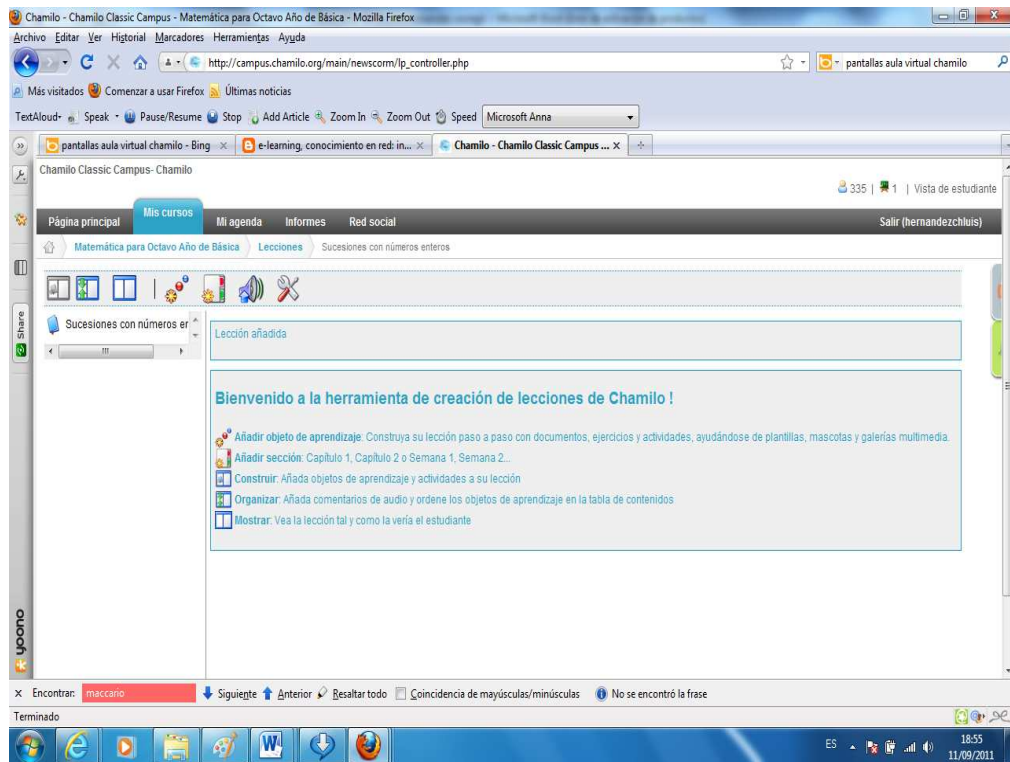 Chamilo - Chamilo Classic Campus - Matemática para Octavo Año de Básica - Mozilla Firefox
Archivo Editar Ver Historial Marcadores Herramientas Ayuda
http://campus.chamilo.org/main/newscorm/lp_controller.php
pantallas aula virtual chamilo
Más visitados Comenzar a usar Firefox Últimas noticias
TextAloud Speak Pause/Resume Stop Add Article Zoom In Zoom Out Speed Microsoft Anna
pantallas aula virtual chamilo - Bing
e-learning, conocimiento en red: in...
Chamilo - Chamilo Classic Campus ...
Chamilo Classic Campus- Chamilo
335 | 1 | Vista de estudiante
Página principal Mis cursos Mi agenda Informes Red social Salir (hernandezchluis)
Matemática para Octavo Año de Básica Lecciones Sucesiones con números enteros
Share
Sucesiones con números er
Lección añadida
Bienvenido a la herramienta de creación de lecciones de Chamilo !
Añadir objeto de aprendizaje: Construya su lección paso a paso con documentos, ejercicios y actividades, ayudándose de plantillas, mascotas y galerías multimedia.
Añadir sección: Capítulo 1, Capítulo 2 o Semana 1, Semana 2...
Construir: Añada objetos de aprendizaje y actividades a su lección
Organizar: Añada comentarios de audio y ordene los objetos de aprendizaje en la tabla de contenidos
Mostrar: Vea la lección tal y como la vería el estudiante
yoono
x Encontrar: maccario Siguiente Anterior Resaltar todo Coincidencia de mayúsculas/minúsculas No se encontró la frase
Terminado
ES 18:55
11/09/2011